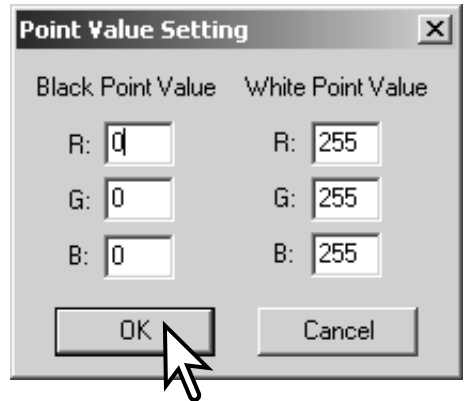 Point Value Setting
Black Point Value White Point Value
R: 0 R: 255
G: 0 G: 255
B: 0 B: 255
OK Cancel